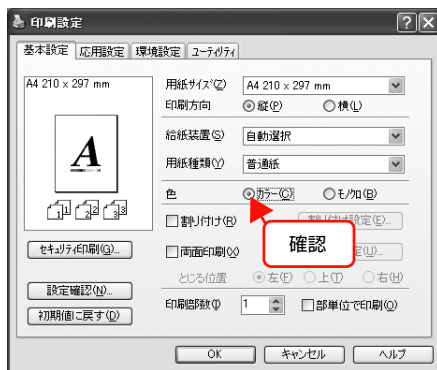 印刷設定
基本設定 応用設定 環境設定 ユーティリティ
A4 210 × 297 mm
用紙サイズ(Z) A4 210 × 297 mm
印刷方向 縦(P) 横(L)
給紙装置(S) 自動選択
用紙種類(Y) 普通紙
A
1 1 2 2 3 3
色 カラー(C) モノクロ(B)
割り付け(R) 割り付け設定(E)...
確認
セキュリティ印刷(G)...
両面印刷(X) (U)...
とじる位置 左(F) 上(T) 右(H)
設定確認(N)...
印刷部数(I) 1 部単位で印刷(O)
初期値に戻す(D)
OK キャンセル ヘルプ